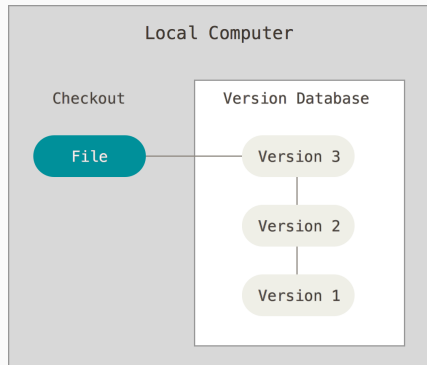 Local Computer
Checkout
Version Database
File
Version 3
Version 2
Version 1